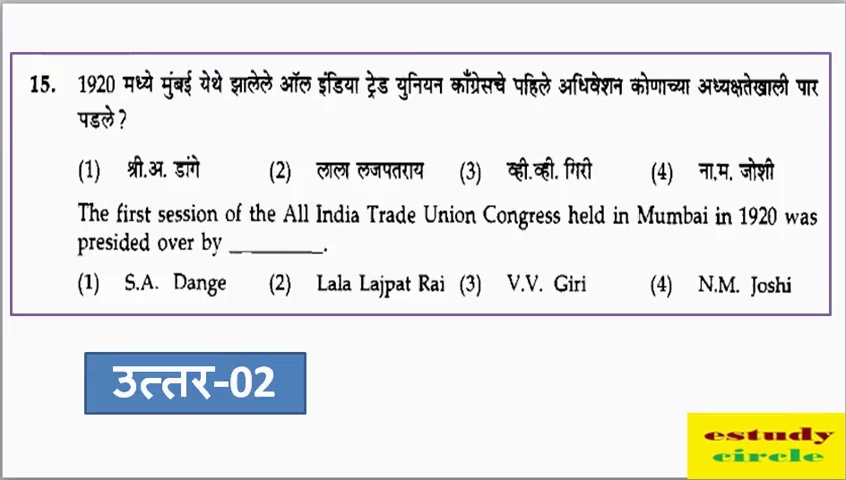 15. 1920 मध्ये मुंबई येथे झालेले ऑल इंडिया ट्रेड युनियन काँग्रेसचे पहिले अधिवेशन कोणाच्या अध्यक्षतेखाली पार
पडले ?
(1) श्री.अ. डांगे (2) लाला लजपतराय (3) व्ही.व्ही. गिरी (4) ना.म. जोशी
The first session of the All India Trade Union Congress held in Mumbai in 1920 was
presided over by ________.
(1) S.A. Dange (2) Lala Lajpat Rai (3) V.V. Giri (4) N.M. Joshi
उत्तर-02
estudy
circle